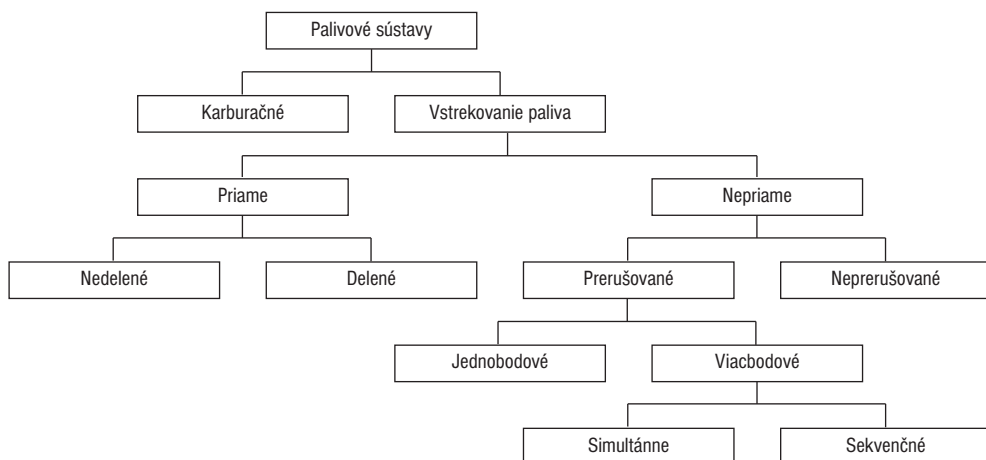 Palivové sústavy
Karburačné
Vstrekovanie paliva
Priame
Nepriame
Nedelené
Delené
Prerušované
Neprerušované
Jednobodové
Viacbodové
Simultánne
Sekvenčné